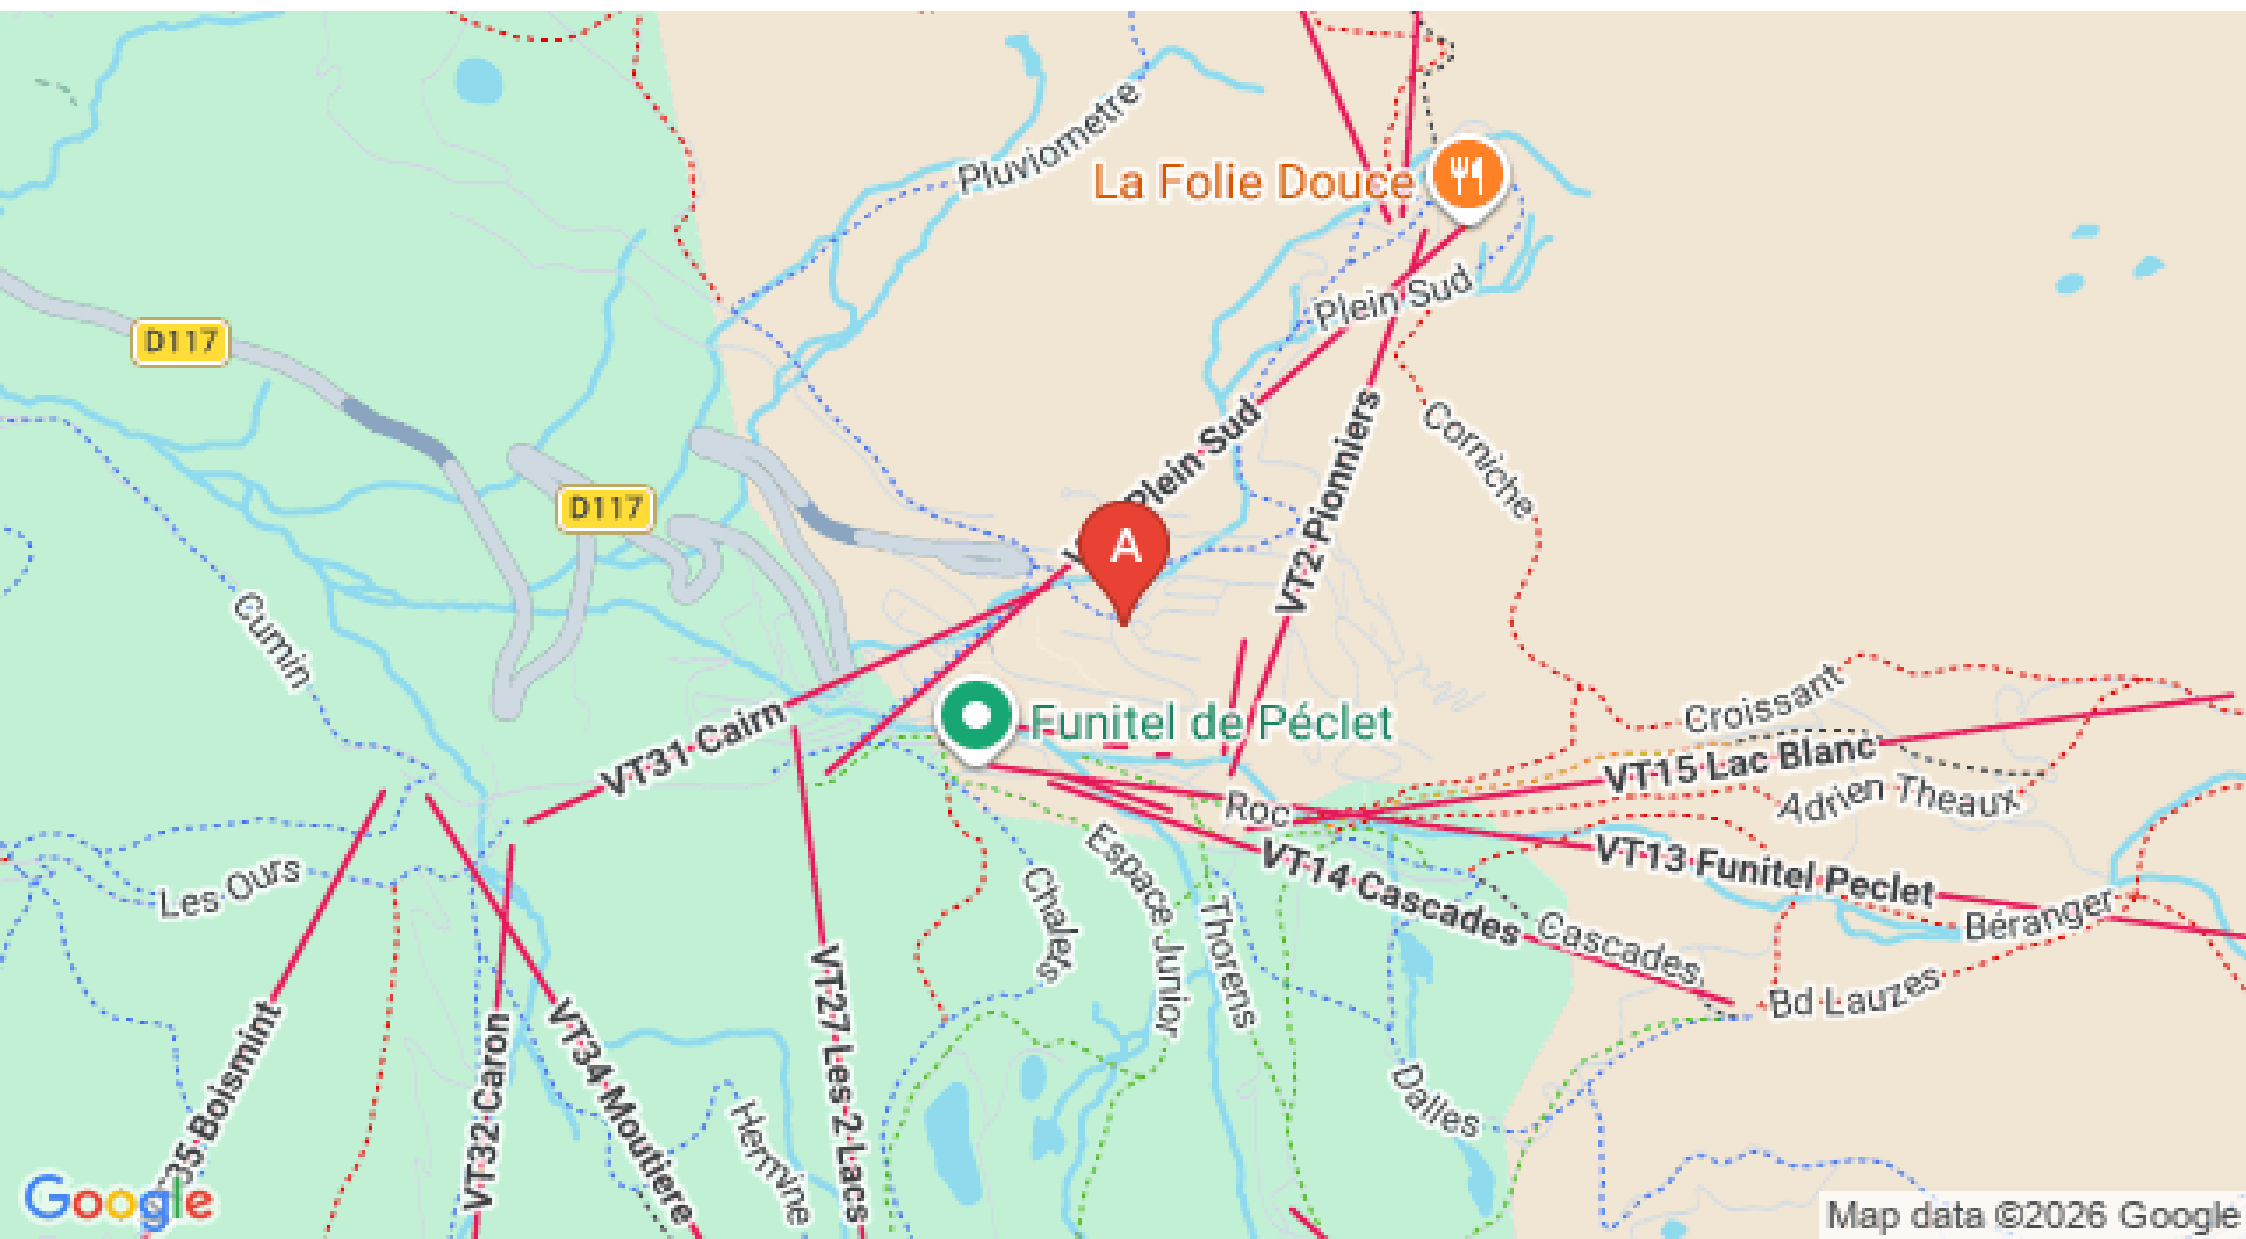 Pluviometre
La Folie Douce
Plein Sud
D117
Corniche
Plein Sud
VT2 Pionniers
D117
A
Cumin
Croissant
Funitel de Péclet
VT31 Cairn
VT15 Lac Blanc
Adrien Theaux
Roc
VT13 Funitel Peclet
VT14 Cascades
Espace Junior
Les Ours
Chalets
Thorens
Cascades
Béranger
Bd Lauzes
VT27 Les 2 Lacs
35 Boismint
VT32 Caron
VT34 Moutiere
Hermine
Dalles
Google
Map data ©2026 Google